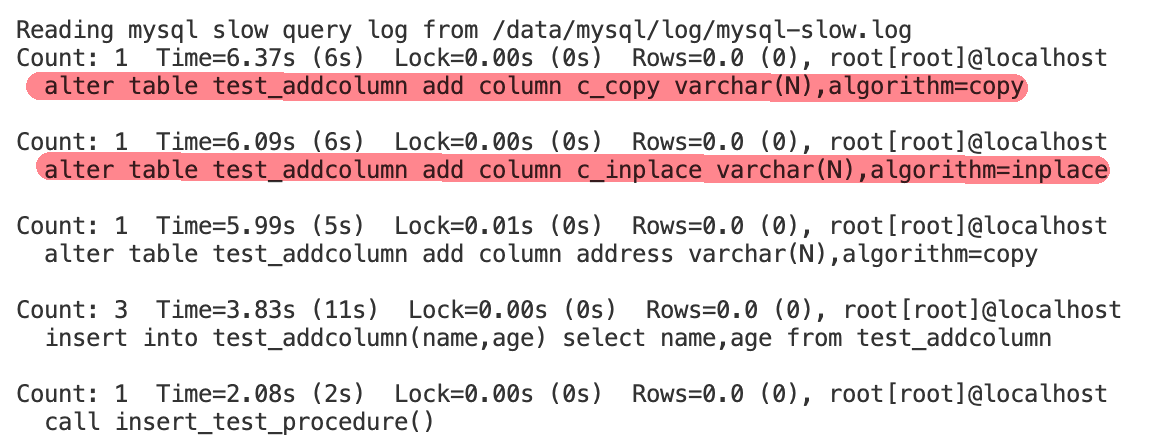 Reading mysql slow query log from /data/mysql/log/mysql-slow.log
Count: 1  Time=6.37s (6s)  Lock=0.00s (0s)  Rows=0.0 (0), root[root]@localhost
  alter table test_addcolumn add column c_copy varchar(N),algorithm=copy
Count: 1  Time=6.09s (6s)  Lock=0.00s (0s)  Rows=0.0 (0), root[root]@localhost
  alter table test_addcolumn add column c_inplace varchar(N),algorithm=inplace
Count: 1  Time=5.99s (5s)  Lock=0.01s (0s)  Rows=0.0 (0), root[root]@localhost
  alter table test_addcolumn add column address varchar(N),algorithm=copy
Count: 3  Time=3.83s (11s)  Lock=0.00s (0s)  Rows=0.0 (0), root[root]@localhost
  insert into test_addcolumn(name,age) select name,age from test_addcolumn
Count: 1  Time=2.08s (2s)  Lock=0.00s (0s)  Rows=0.0 (0), root[root]@localhost
  call insert_test_procedure()